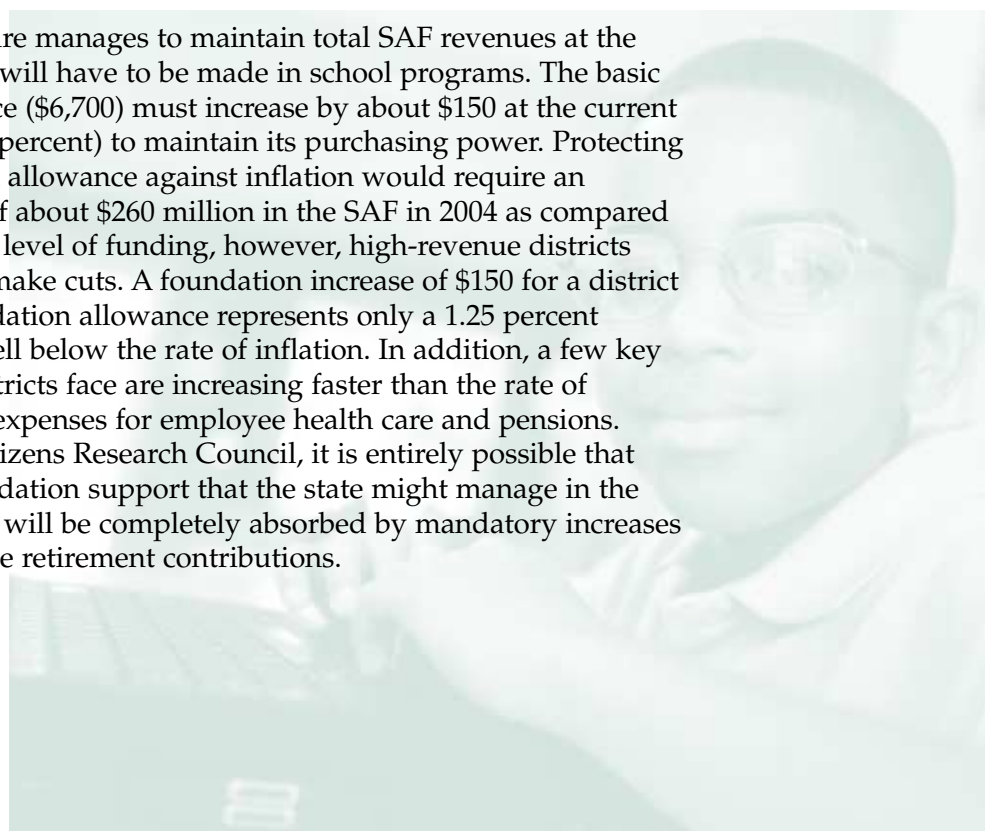 re manages to maintain total SAF revenues at the
will have to be made in school programs. The basic
ce ($6,700) must increase by about $150 at the current
percent) to maintain its purchasing power. Protecting
allowance against inflation would require an
f about $260 million in the SAF in 2004 as compared
level of funding, however, high-revenue districts
make cuts. A foundation increase of $150 for a district
dation allowance represents only a 1.25 percent
ell below the rate of inflation. In addition, a few key
tricts face are increasing faster than the rate of
expenses for employee health care and pensions.
izens Research Council, it is entirely possible that
dation support that the state might manage in the
will be completely absorbed by mandatory increases
e retirement contributions.